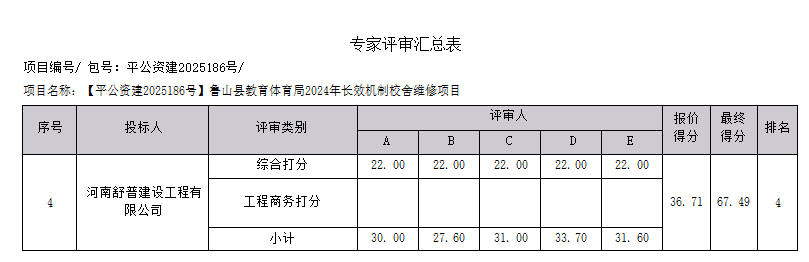 专家评审汇总表
项目编号/ 包号：平公资建2025186号/
项目名称：【平公资建2025186号】鲁山县教育体育局2024年长效机制校舍维修项目
序号 投标人 评审类别 评审人 报价得分 最终得分 排名
A B C D E
4 河南舒普建设工程有限公司 综合打分 22.00 22.00 22.00 22.00 22.00 36.71 67.49 4
工程商务打分
小计 30.00 27.60 31.00 33.70 31.60